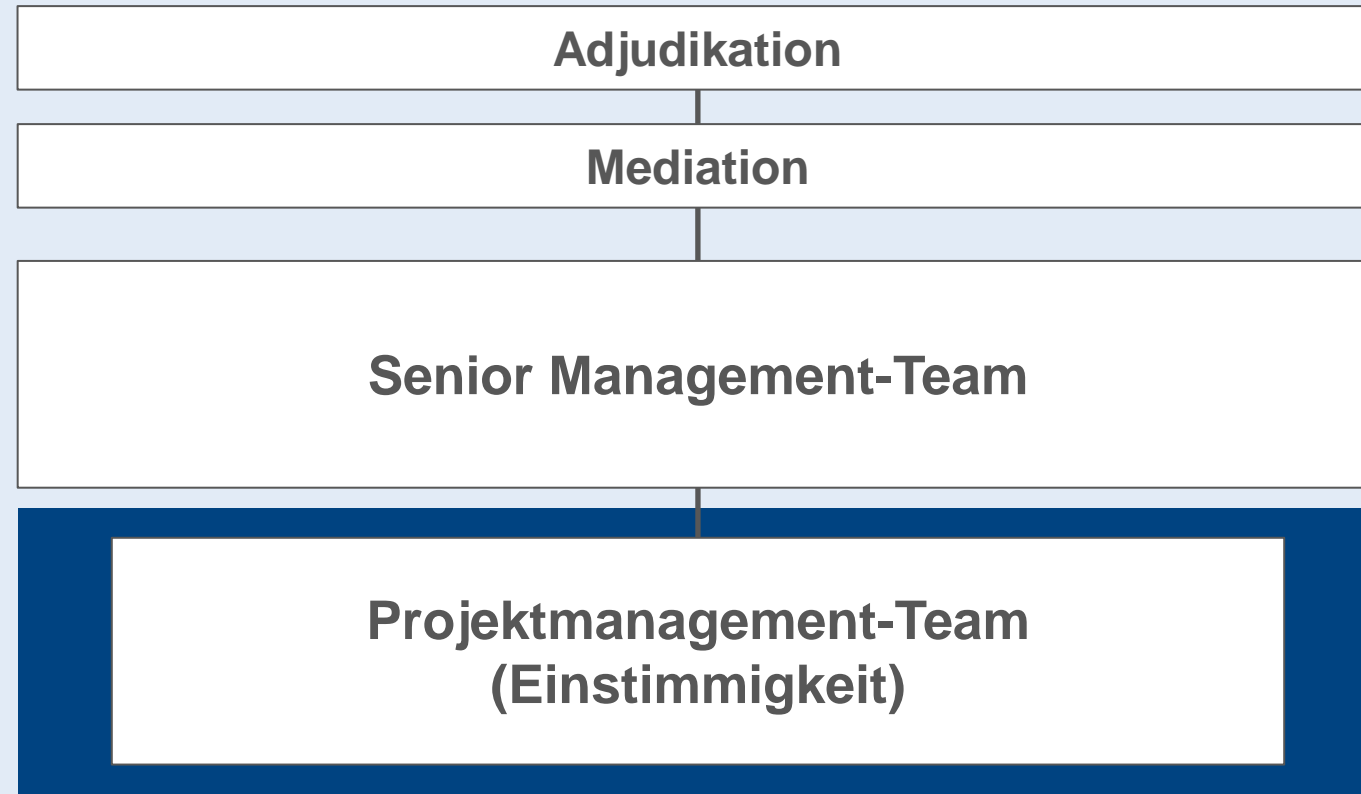 Adjudikation
Mediation
Senior Management-Team
Projektmanagement-Team
(Einstimmigkeit)